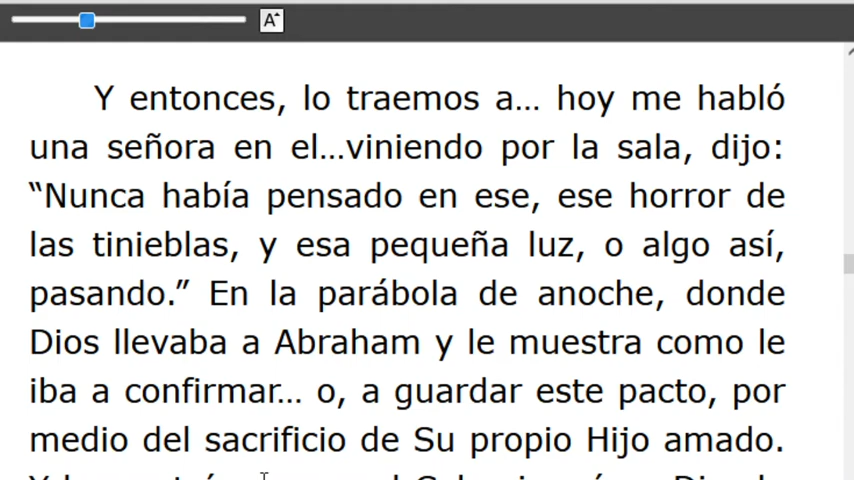 A
Y entonces, lo traemos a… hoy me habló
una señora en el…viniendo por la sala, dijo:
“Nunca había pensado en ese, ese horror de
las tinieblas, y esa pequeña luz, o algo así,
pasando.” En la parábola de anoche, donde
Dios llevaba a Abraham y le muestra como le
iba a confirmar… o, a guardar este pacto, por
medio del sacrificio de Su propio Hijo amado.